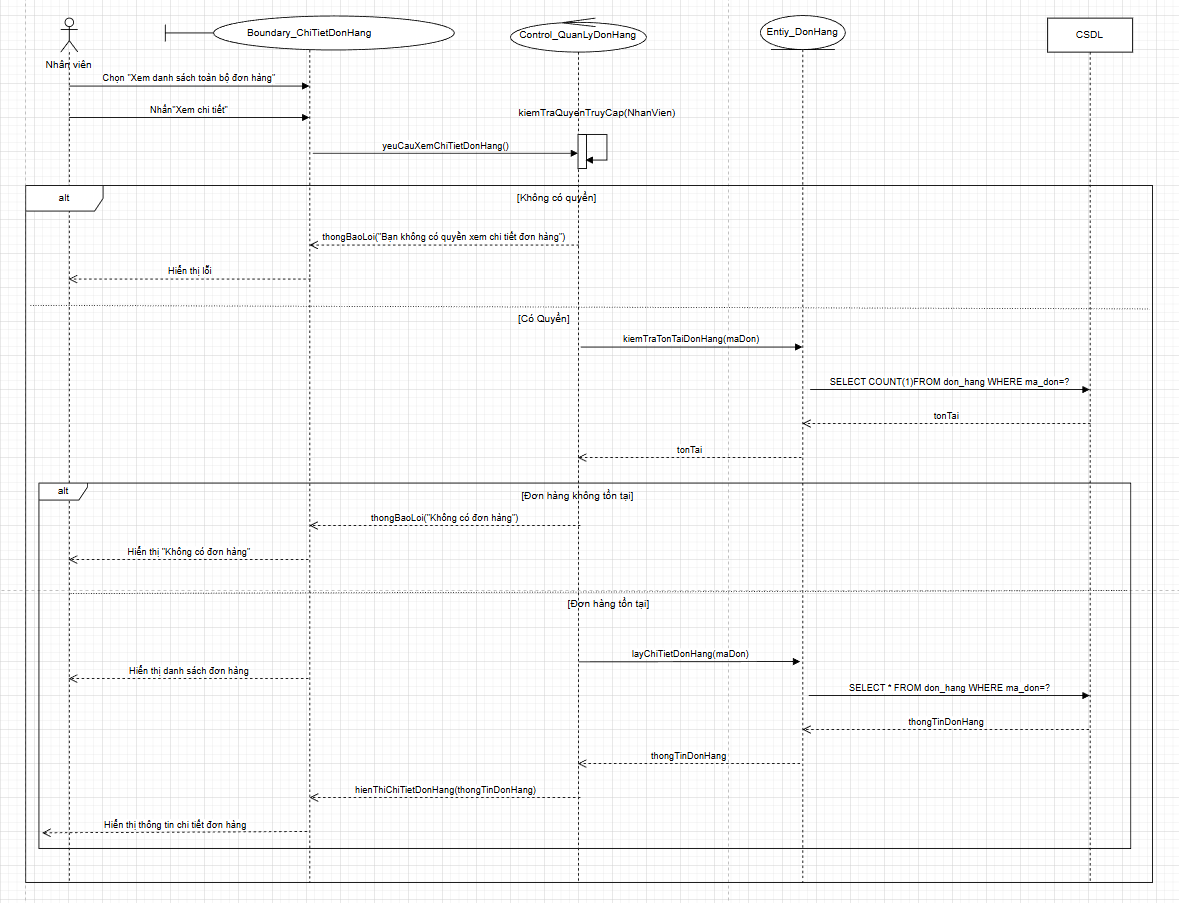 Boundary_ChiTietDonHang
Control_QuanLyDonHang
Entiy_DonHang
CSDL
Nhân viên
Chọn "Xem danh sách toàn bộ đơn hàng"
Nhấn"Xem chi tiết"
kiemTraQuyenTruyCap(NhanVien)
yeuCauXemChiTietDonHang()
alt
[Không có quyền]
thongBaoLoi("Bạn không có quyền xem chi tiết đơn hàng")
Hiển thị lỗi
[Có Quyền]
kiemTraTonTaiDonHang(maDon)
SELECT COUNT(1)FROM don_hang WHERE ma_don=?
tonTai
tonTai
alt
[Đơn hàng không tồn tại]
thongBaoLoi("Không có đơn hàng")
Hiển thị "Không có đơn hàng"
[Đơn hàng tồn tại]
layChiTietDonHang(maDon)
Hiển thị danh sách đơn hàng
SELECT * FROM don_hang WHERE ma_don=?
thongTinDonHang
thongTinDonHang
hienThiChiTietDonHang(thongTinDonHang)
Hiển thị thông tin chi tiết đơn hàng